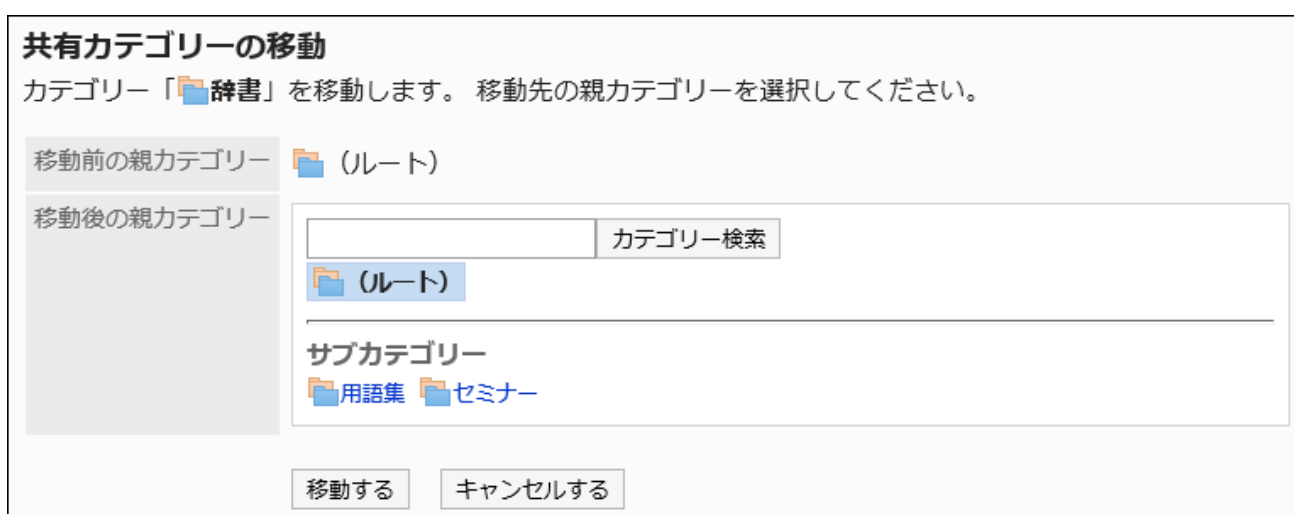 共有カテゴリーの移動
カテゴリー「辞書」を移動します。 移動先の親カテゴリーを選択してください。
移動前の親カテゴリー (ルート)
移動後の親カテゴリー
カテゴリー検索
(ルート)
サブカテゴリー
用語集 セミナー
移動する キャンセルする